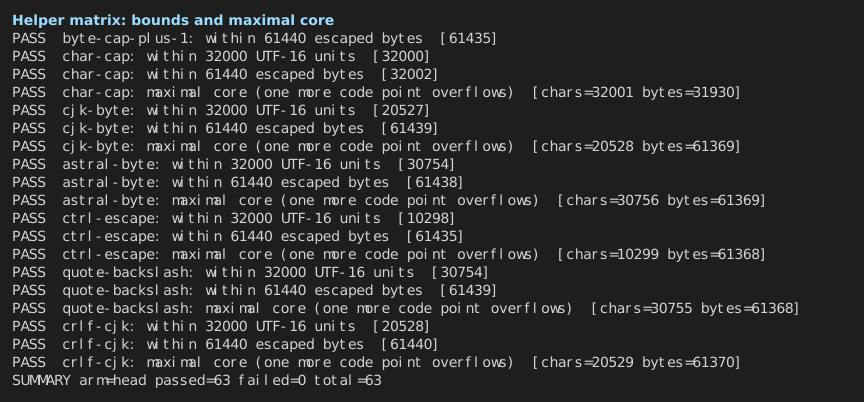 Helper matrix: bounds and maximal core
PASS byte-cap-plus-1: within 61440 escaped bytes [61435]
PASS char-cap: within 32000 UTF-16 units [32000]
PASS char-cap: within 61440 escaped bytes [32002]
PASS char-cap: maximal core (one more code point overflows) [chars=32001 bytes=31930]
PASS cjk-byte: within 32000 UTF-16 units [20527]
PASS cjk-byte: within 61440 escaped bytes [61439]
PASS cjk-byte: maximal core (one more code point overflows) [chars=20528 bytes=61369]
PASS astral-byte: within 32000 UTF-16 units [30754]
PASS astral-byte: within 61440 escaped bytes [61438]
PASS astral-byte: maximal core (one more code point overflows) [chars=30756 bytes=61369]
PASS ctrl-escape: within 32000 UTF-16 units [10298]
PASS ctrl-escape: within 61440 escaped bytes [61435]
PASS ctrl-escape: maximal core (one more code point overflows) [chars=10299 bytes=61368]
PASS quote-backslash: within 32000 UTF-16 units [30754]
PASS quote-backslash: within 61440 escaped bytes [61439]
PASS quote-backslash: maximal core (one more code point overflows) [chars=30755 bytes=61368]
PASS crlf-cjk: within 32000 UTF-16 units [20528]
PASS crlf-cjk: within 61440 escaped bytes [61440]
PASS crlf-cjk: maximal core (one more code point overflows) [chars=20529 bytes=61370]
SUMMARY arm=head passed=63 failed=0 total=63